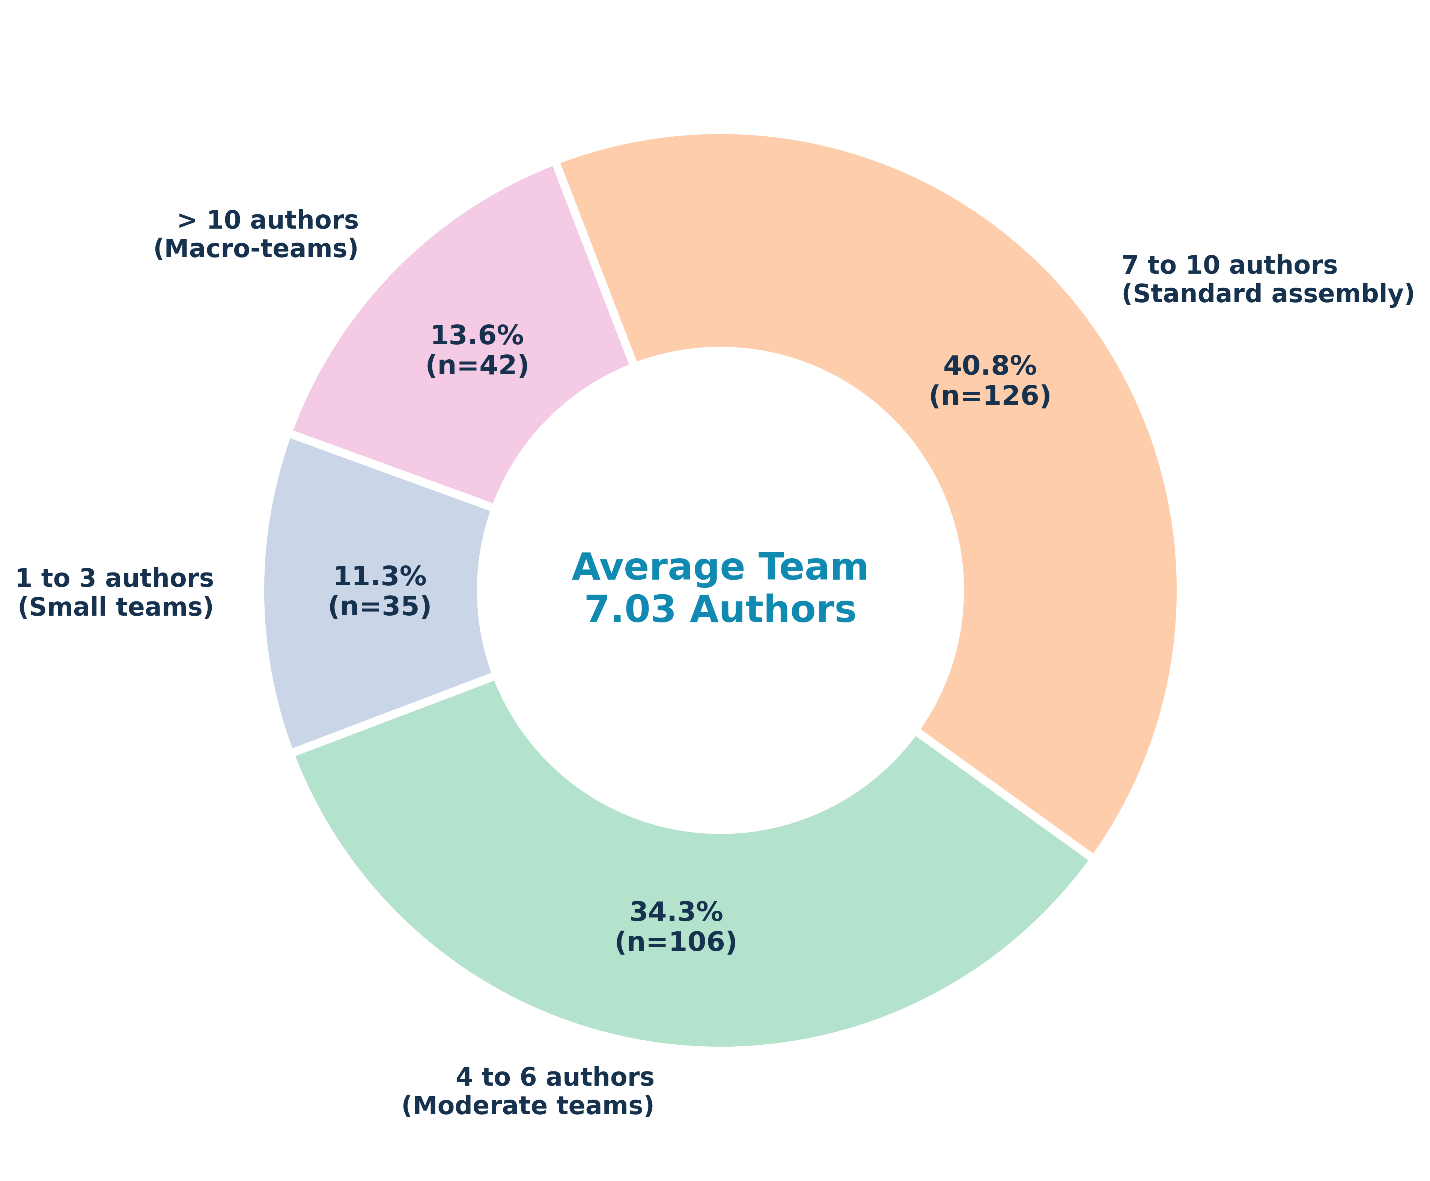 > 10 authors
(Macro-teams)
7 to 10 authors
(Standard assembly)
13.6%
(n=42)
40.8%
(n=126)
1 to 3 authors
(Small teams)
11.3%
(n=35)
Average Team
7.03 Authors
34.3%
(n=106)
4 to 6 authors
(Moderate teams)